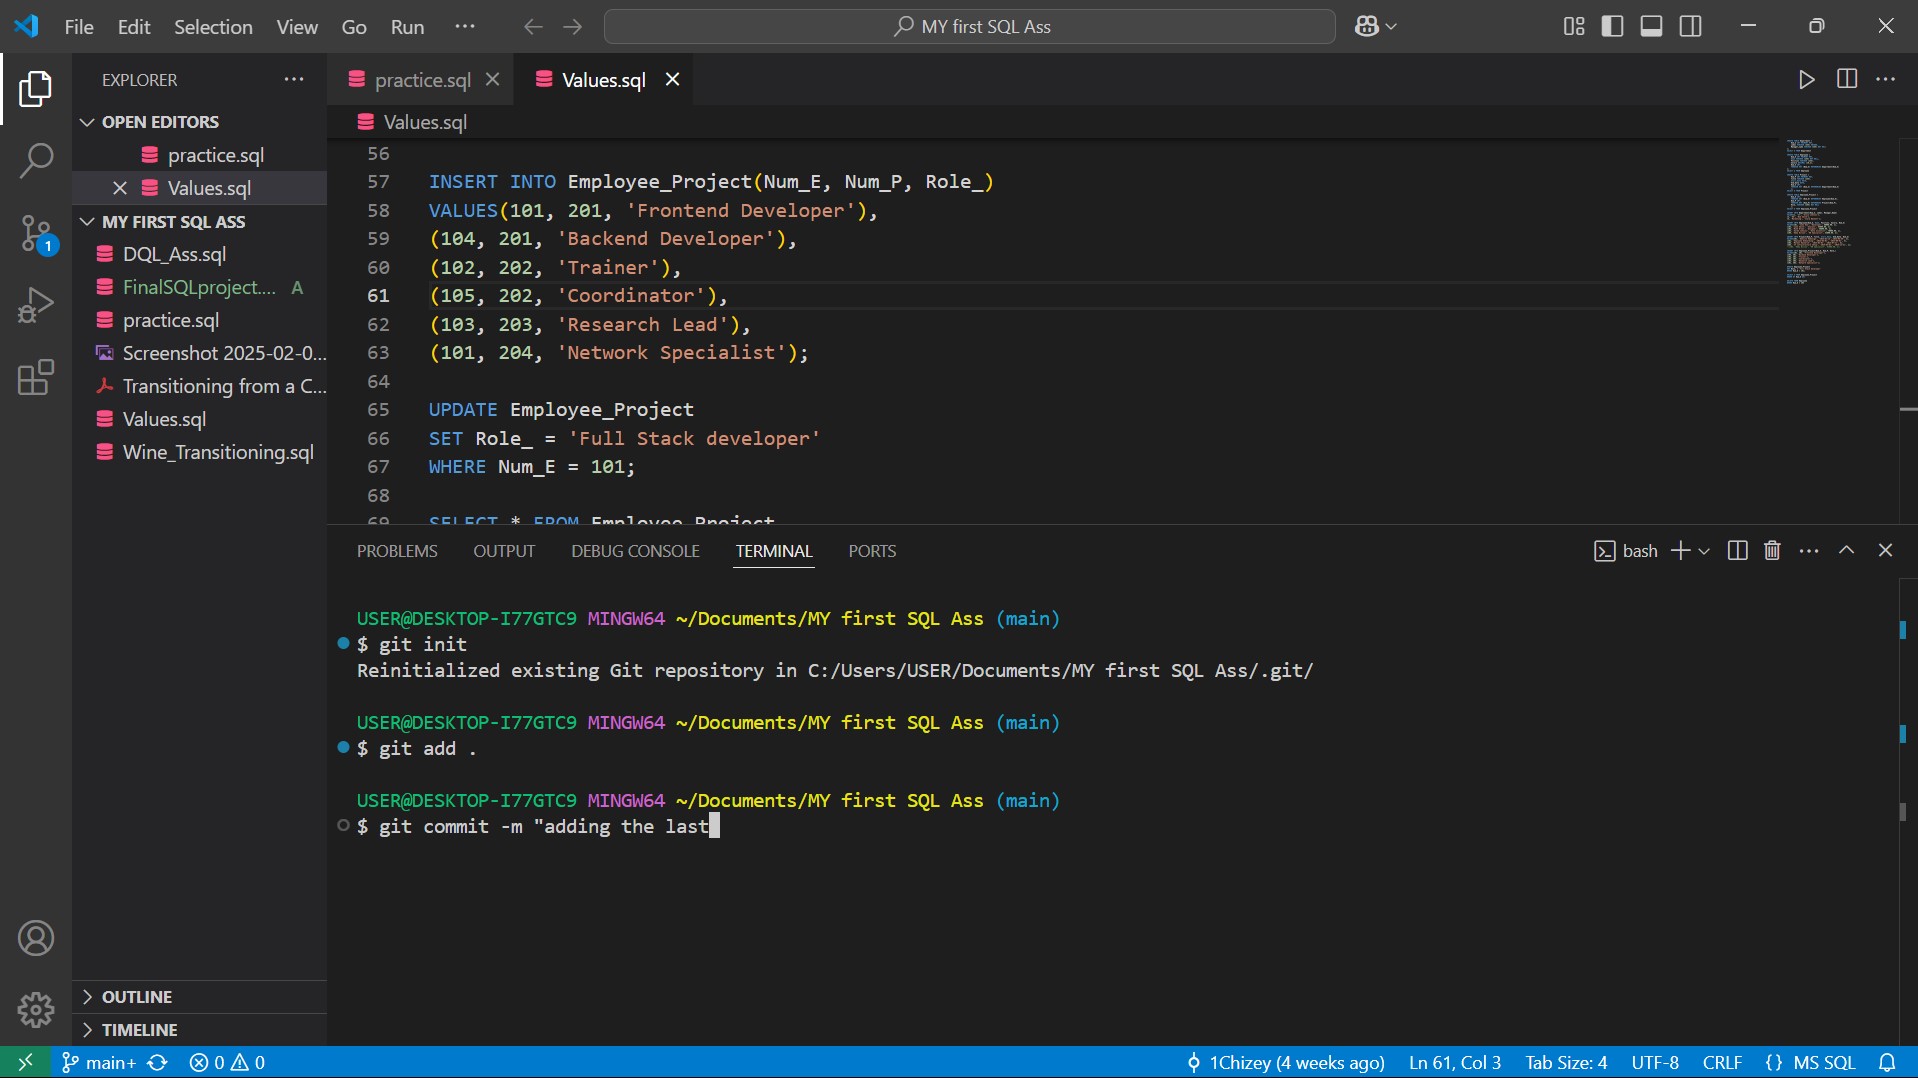 File Edit Selection View Go Run ···
MY first SQL Ass
EXPLORER ···
OPEN EDITORS
practice.sql
Values.sql
MY FIRST SQL ASS
DQL_Ass.sql
FinalSQLproject.... A
practice.sql
Screenshot 2025-02-0...
Transitioning from a C...
Values.sql
Wine_Transitioning.sql
OUTLINE
TIMELINE
1
practice.sql
Values.sql
Values.sql
56
57 INSERT INTO Employee_Project(Num_E, Num_P, Role_)
58 VALUES(101, 201, 'Frontend Developer'),
59 (104, 201, 'Backend Developer'),
60 (102, 202, 'Trainer'),
61 (105, 202, 'Coordinator'),
62 (103, 203, 'Research Lead'),
63 (101, 204, 'Network Specialist');
64
65 UPDATE Employee_Project
66 SET Role_ = 'Full Stack developer'
67 WHERE Num_E = 101;
68
69 SELECT * FROM Employee_Project
PROBLEMS OUTPUT DEBUG CONSOLE TERMINAL PORTS
bash
USER@DESKTOP-I77GTC9 MINGW64 ~/Documents/MY first SQL Ass (main)
$ git init
Reinitialized existing Git repository in C:/Users/USER/Documents/MY first SQL Ass/.git/
USER@DESKTOP-I77GTC9 MINGW64 ~/Documents/MY first SQL Ass (main)
$ git add .
USER@DESKTOP-I77GTC9 MINGW64 ~/Documents/MY first SQL Ass (main)
$ git commit -m "adding the last
main+ 0 0 1Chizey (4 weeks ago) Ln 61, Col 3 Tab Size: 4 UTF-8 CRLF {} MS SQL